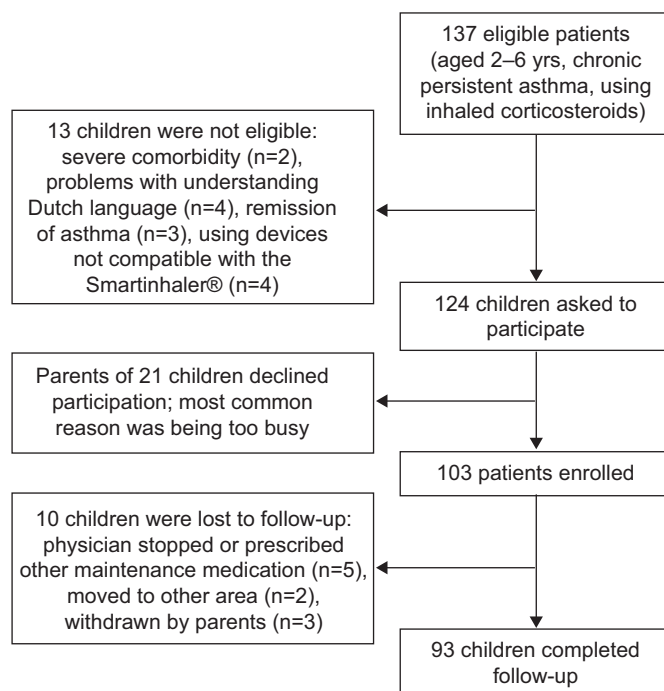 137 eligible patients
(aged 2–6 yrs, chronic
persistent asthma, using
inhaled corticosteroids)
13 children were not eligible:
severe comorbidity (n=2),
problems with understanding
Dutch language (n=4), remission
of asthma (n=3), using devices
not compatible with the
Smartinhaler® (n=4)
124 children asked to
participate
Parents of 21 children declined
participation; most common
reason was being too busy
103 patients enrolled
10 children were lost to follow-up:
physician stopped or prescribed
other maintenance medication (n=5),
moved to other area (n=2),
withdrawn by parents (n=3)
93 children completed
follow-up